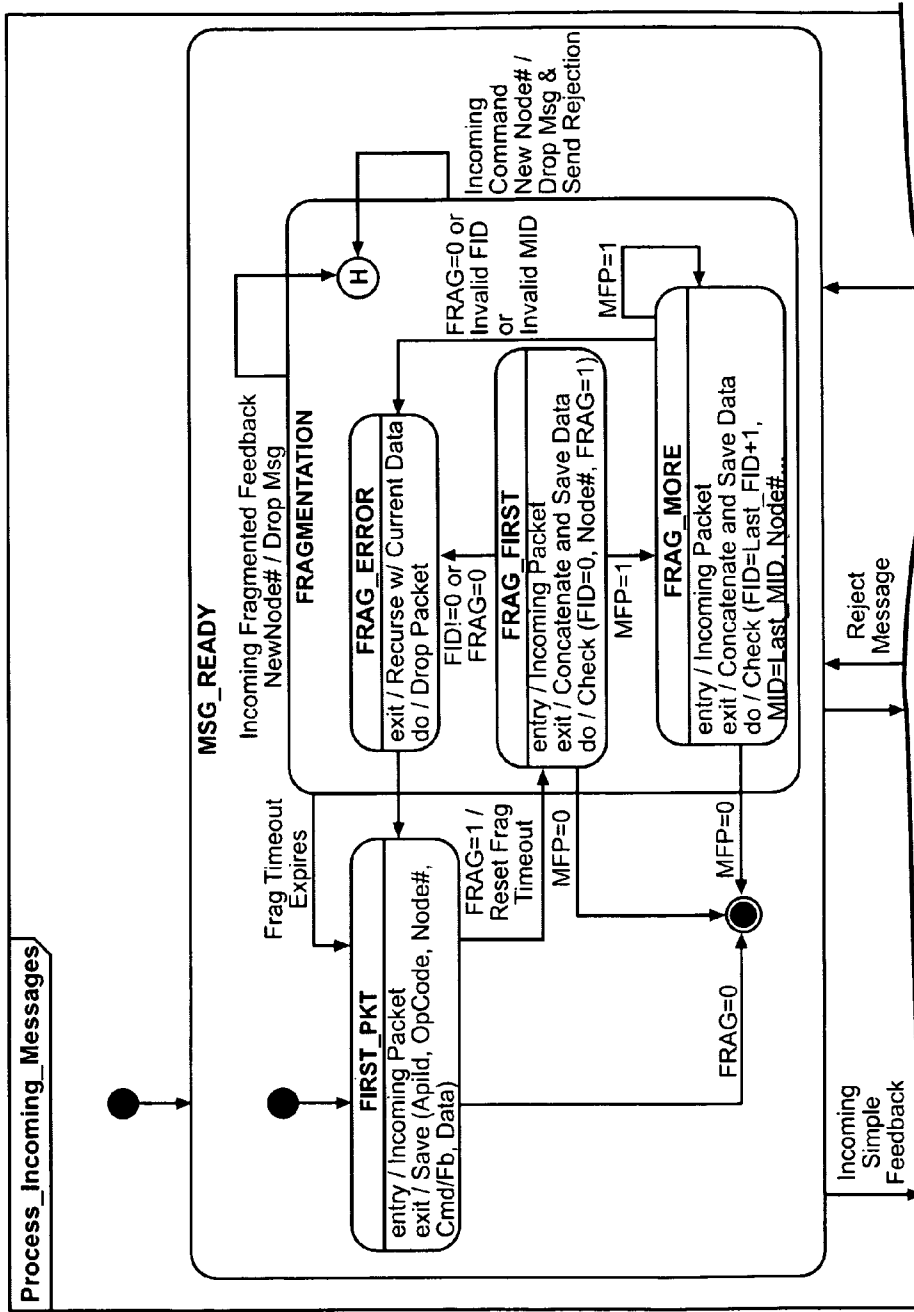 Process_Incoming_Messages
MSG_READY
Incoming Fragmented Feedback
NewNode# / Drop Msg
Incoming
Command
New Node# /
Drop Msg &
Send Rejection
Frag Timeout
Expires
FRAGMENTATION
H
FIRST_PKT
entry / Incoming Packet
exit / Save (ApiId, OpCode, Node#,
Cmd/Fb, Data)
FRAG_ERROR
exit / Recurse w/ Current Data
do / Drop Packet
FRAG=0 or
Invalid FID
or
Invalid MID
FID!=0 or
FRAG=0
FRAG=1 /
Reset Frag
Timeout
FRAG_FIRST
entry / Incoming Packet
exit / Concatenate and Save Data
do / Check (FID=0, Node#, FRAG=1)
MFP=0
MFP=1
MFP=1
FRAG_MORE
entry / Incoming Packet
exit / Concatenate and Save Data
do / Check (FID=Last_FID+1,
MID=Last_MID, Node#...
MFP=0
FRAG=0
Incoming
Simple
Feedback
Reject
Message